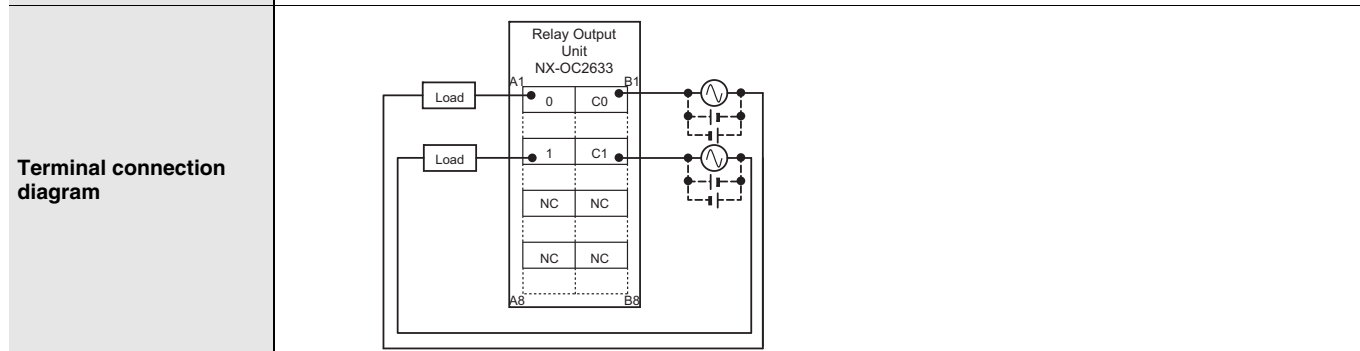 Terminal connection
diagram
Relay Output
Unit
NX-OC2633
A1 B1
Load 0 C0
Load 1 C1
NC NC
NC NC
A8 B8